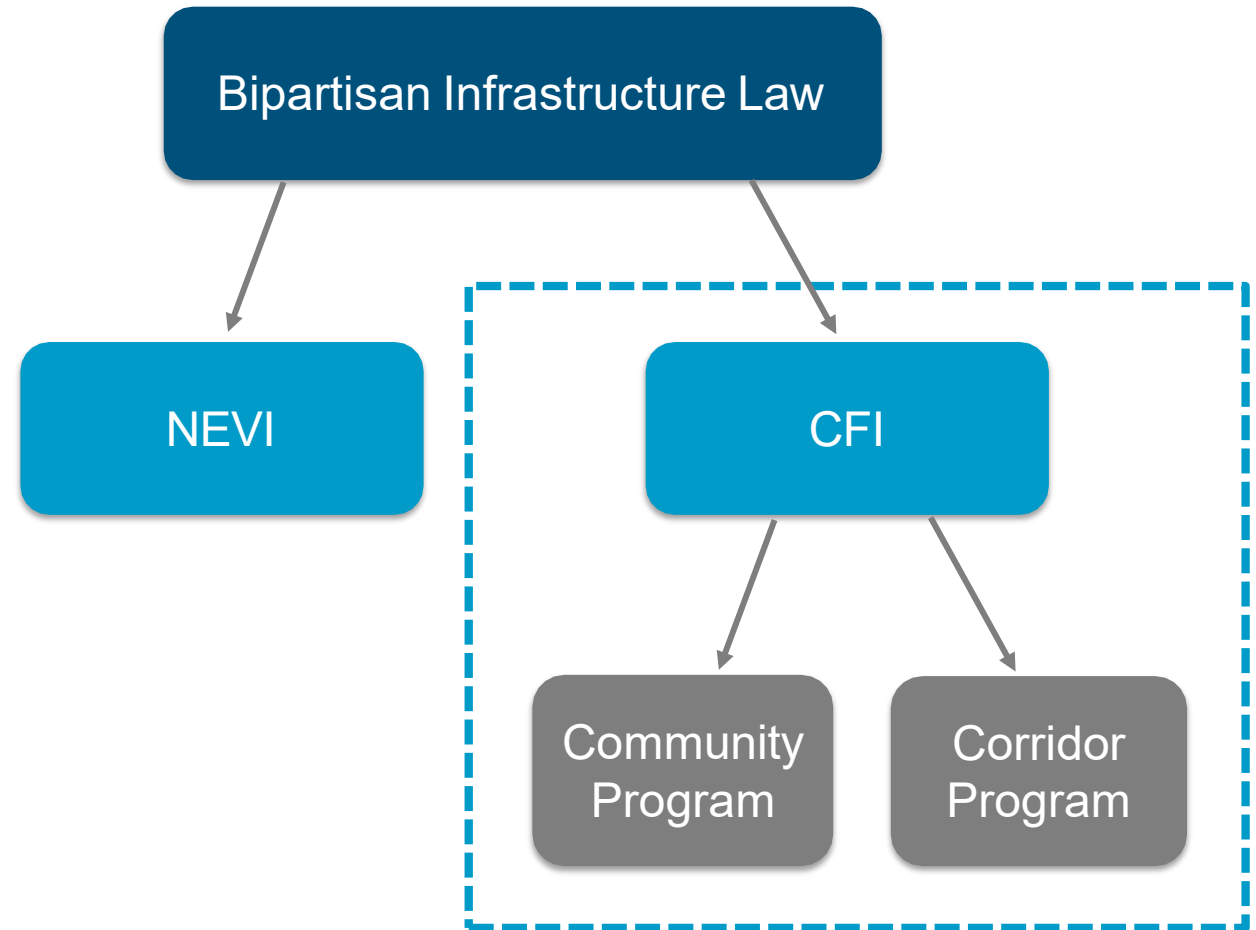 Bipartisan Infrastructure Law
NEVI
CFI
Community
Program
Corridor
Program